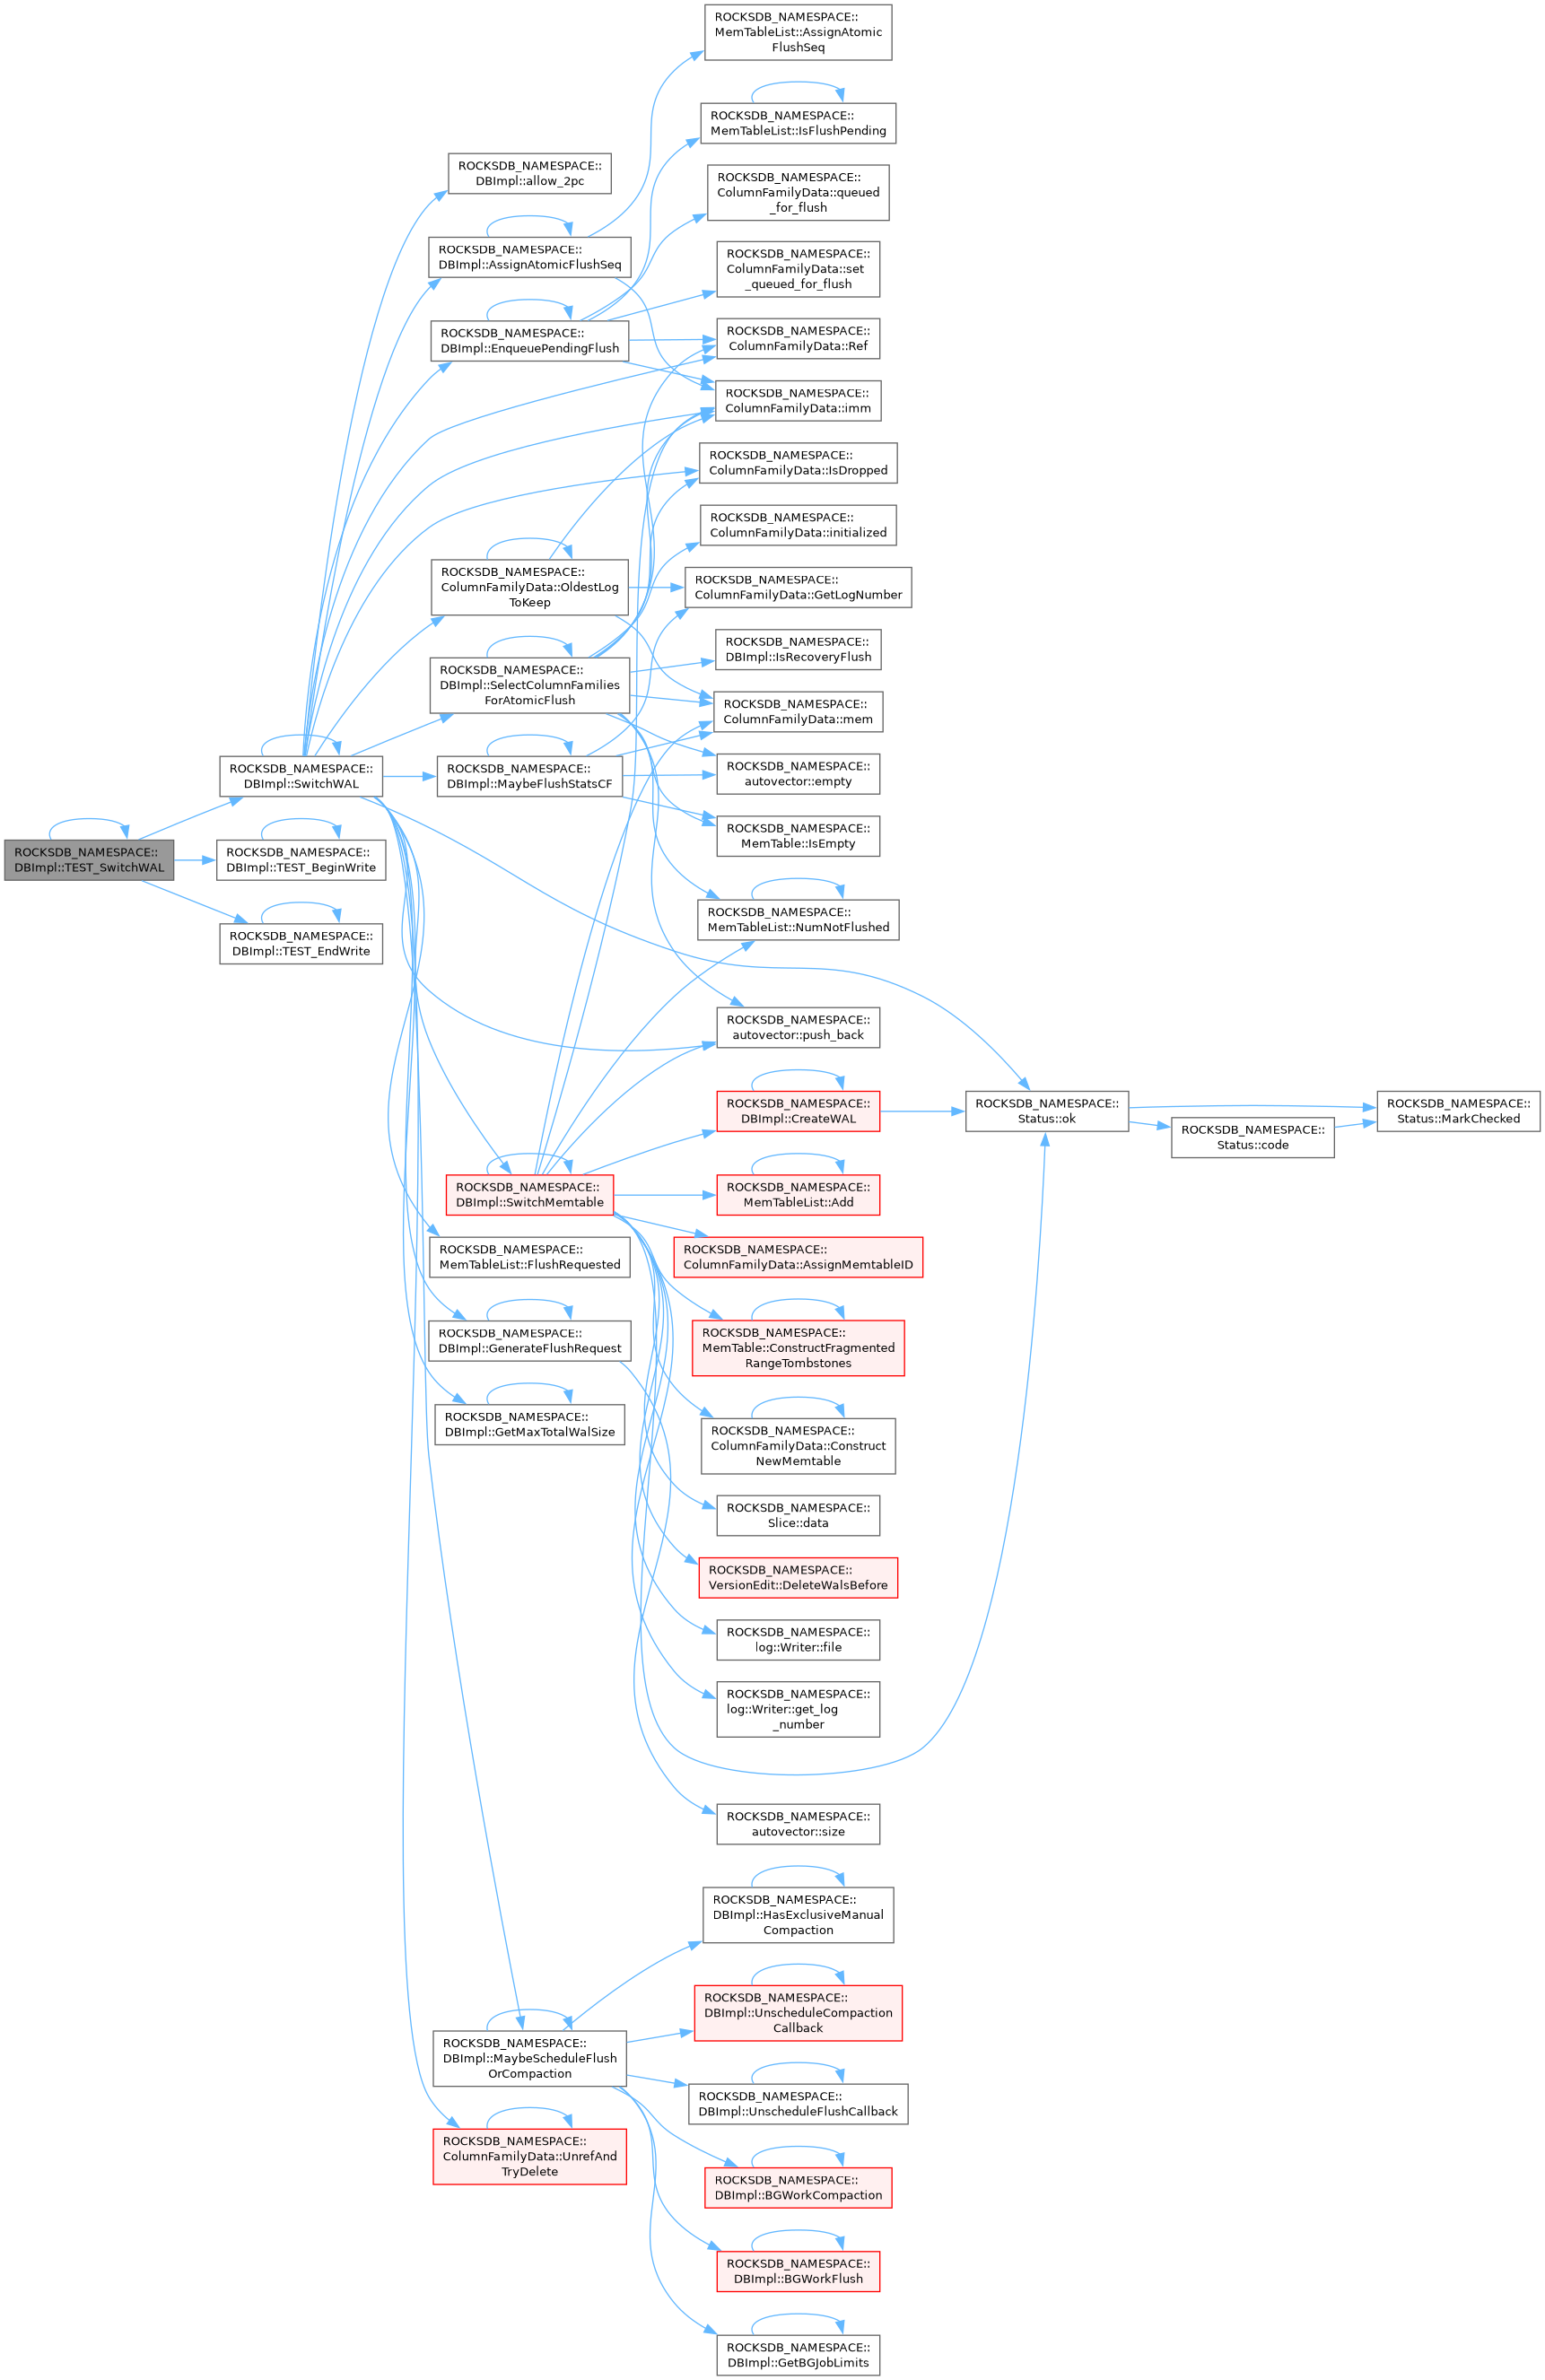 ROCKSDB_NAMESPACE::
DBImpl::TEST_SwitchWAL
ROCKSDB_NAMESPACE::
DBImpl::SwitchWAL
ROCKSDB_NAMESPACE::
DBImpl::TEST_BeginWrite
ROCKSDB_NAMESPACE::
DBImpl::TEST_EndWrite
ROCKSDB_NAMESPACE::
DBImpl::allow_2pc
ROCKSDB_NAMESPACE::
DBImpl::AssignAtomicFlushSeq
ROCKSDB_NAMESPACE::
DBImpl::EnqueuePendingFlush
ROCKSDB_NAMESPACE::
ColumnFamilyData::OldestLog
ToKeep
ROCKSDB_NAMESPACE::
DBImpl::SelectColumnFamilies
ForAtomicFlush
ROCKSDB_NAMESPACE::
DBImpl::MaybeFlushStatsCF
ROCKSDB_NAMESPACE::
DBImpl::SwitchMemtable
ROCKSDB_NAMESPACE::
MemTableList::FlushRequested
ROCKSDB_NAMESPACE::
DBImpl::GenerateFlushRequest
ROCKSDB_NAMESPACE::
DBImpl::GetMaxTotalWalSize
ROCKSDB_NAMESPACE::
DBImpl::MaybeScheduleFlush
OrCompaction
ROCKSDB_NAMESPACE::
ColumnFamilyData::UnrefAnd
TryDelete
ROCKSDB_NAMESPACE::
MemTableList::AssignAtomic
FlushSeq
ROCKSDB_NAMESPACE::
MemTableList::IsFlushPending
ROCKSDB_NAMESPACE::
ColumnFamilyData::queued
_for_flush
ROCKSDB_NAMESPACE::
ColumnFamilyData::set
_queued_for_flush
ROCKSDB_NAMESPACE::
ColumnFamilyData::Ref
ROCKSDB_NAMESPACE::
ColumnFamilyData::imm
ROCKSDB_NAMESPACE::
ColumnFamilyData::IsDropped
ROCKSDB_NAMESPACE::
ColumnFamilyData::initialized
ROCKSDB_NAMESPACE::
ColumnFamilyData::GetLogNumber
ROCKSDB_NAMESPACE::
DBImpl::IsRecoveryFlush
ROCKSDB_NAMESPACE::
ColumnFamilyData::mem
ROCKSDB_NAMESPACE::
autovector::empty
ROCKSDB_NAMESPACE::
MemTable::IsEmpty
ROCKSDB_NAMESPACE::
MemTableList::NumNotFlushed
ROCKSDB_NAMESPACE::
autovector::push_back
ROCKSDB_NAMESPACE::
DBImpl::CreateWAL
ROCKSDB_NAMESPACE::
MemTableList::Add
ROCKSDB_NAMESPACE::
ColumnFamilyData::AssignMemtableID
ROCKSDB_NAMESPACE::
MemTable::ConstructFragmented
RangeTombstones
ROCKSDB_NAMESPACE::
ColumnFamilyData::Construct
NewMemtable
ROCKSDB_NAMESPACE::
Slice::data
ROCKSDB_NAMESPACE::
VersionEdit::DeleteWalsBefore
ROCKSDB_NAMESPACE::
log::Writer::file
ROCKSDB_NAMESPACE::
log::Writer::get_log
_number
ROCKSDB_NAMESPACE::
autovector::size
ROCKSDB_NAMESPACE::
DBImpl::HasExclusiveManual
Compaction
ROCKSDB_NAMESPACE::
DBImpl::UnscheduleCompaction
Callback
ROCKSDB_NAMESPACE::
DBImpl::UnscheduleFlushCallback
ROCKSDB_NAMESPACE::
DBImpl::BGWorkCompaction
ROCKSDB_NAMESPACE::
DBImpl::BGWorkFlush
ROCKSDB_NAMESPACE::
DBImpl::GetBGJobLimits
ROCKSDB_NAMESPACE::
Status::ok
ROCKSDB_NAMESPACE::
Status::code
ROCKSDB_NAMESPACE::
Status::MarkChecked